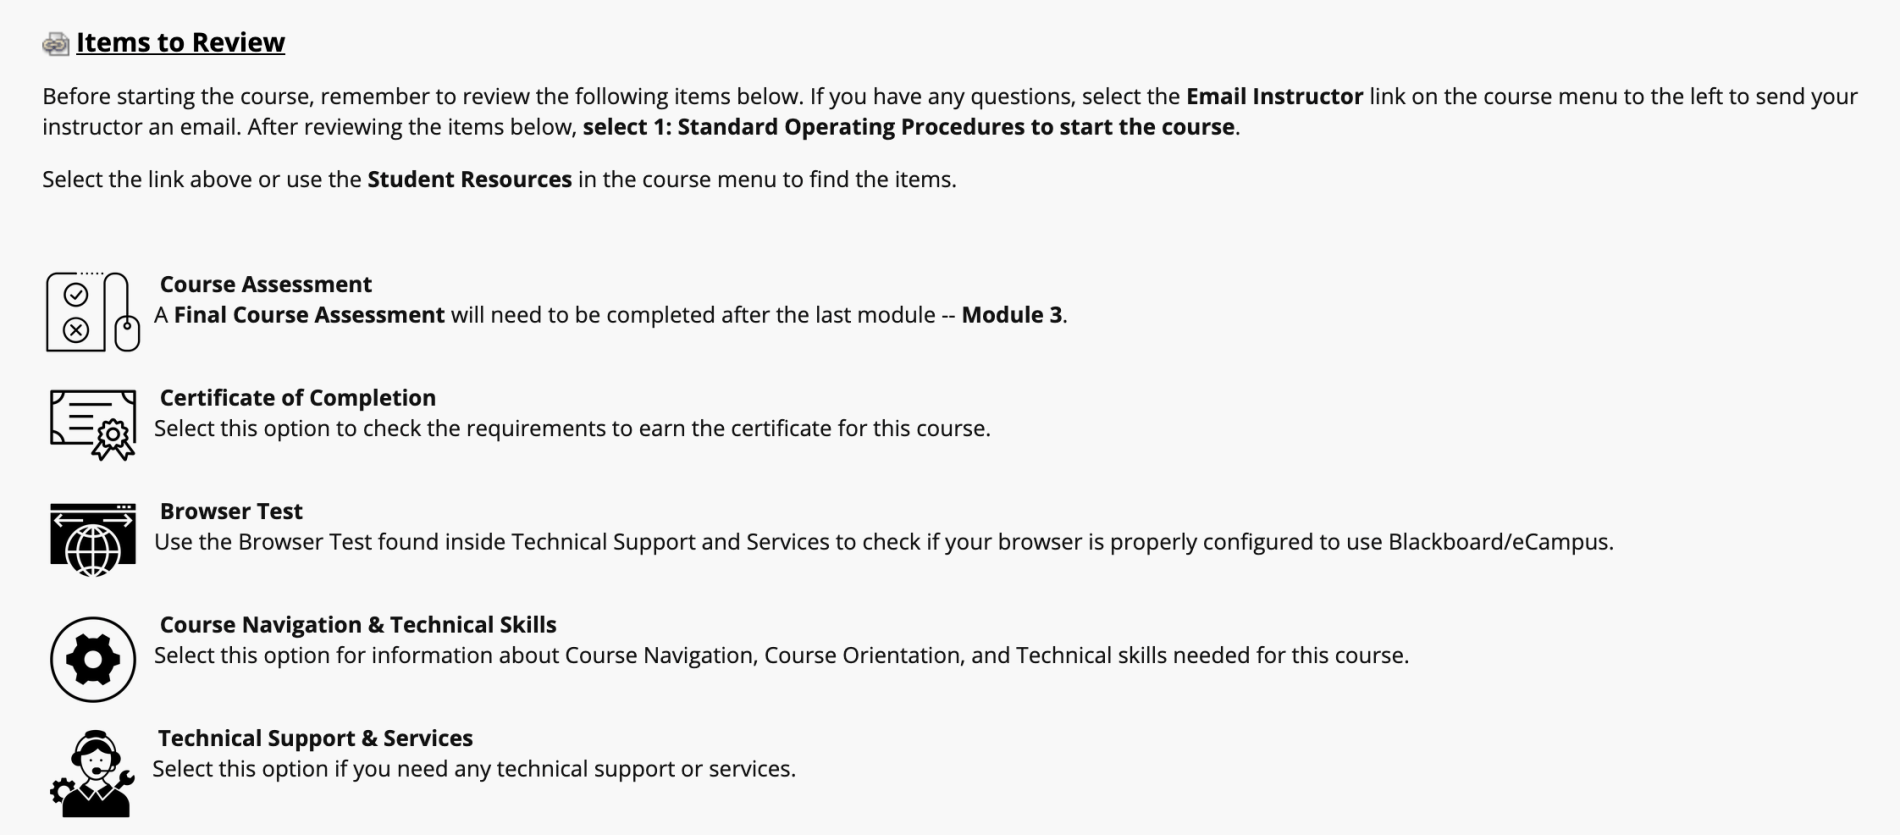 Items to Review
Before starting the course, remember to review the following items below. If you have any questions, select the Email Instructor link on the course menu to the left to send your
instructor an email. After reviewing the items below, select 1: Standard Operating Procedures to start the course.
Select the link above or use the Student Resources in the course menu to find the items.
Course Assessment
A Final Course Assessment will need to be completed after the last module -- Module 3.
Certificate of Completion
Select this option to check the requirements to earn the certificate for this course.
Browser Test
Use the Browser Test found inside Technical Support and Services to check if your browser is properly configured to use Blackboard/eCampus.
Course Navigation & Technical Skills
Select this option for information about Course Navigation, Course Orientation, and Technical skills needed for this course.
Technical Support & Services
Select this option if you need any technical support or services.